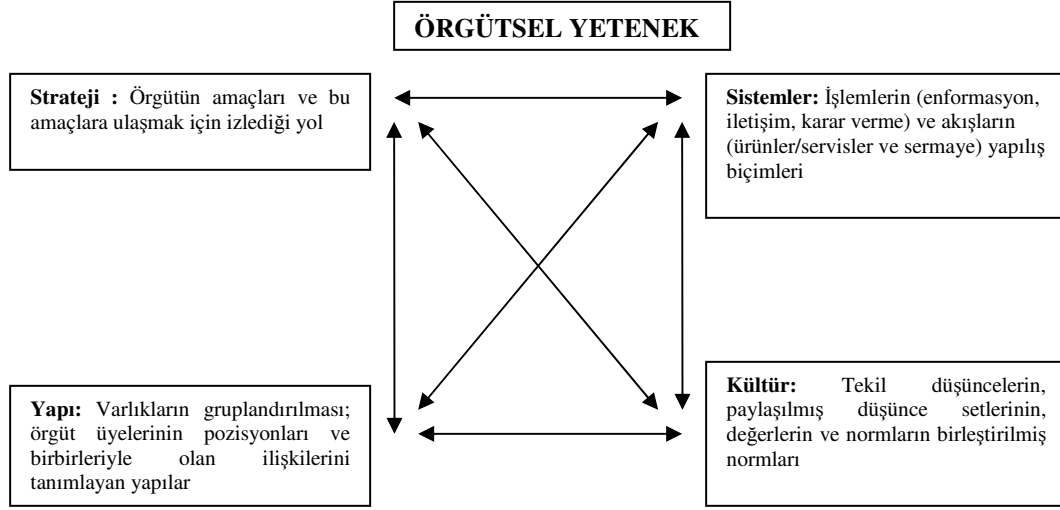 ÖRGÜTSEL YETENEK
Strateji : Örgütün amaçları ve bu
amaçlara ulaşmak için izlediği yol
Sistemler: İşlemlerin (enformasyon,
iletişim, karar verme) ve akışların
(ürünler/servisler ve sermaye) yapılış
biçimleri
Yapı: Varlıkların gruplandırılması;
örgüt üyelerinin pozisyonları ve
birbirleriyle olan ilişkilerini
tanımlayan yapılar
Kültür: Tekil düşüncelerin,
paylaşılmış düşünce setlerinin,
değerlerin ve normların birleştirilmiş
normları